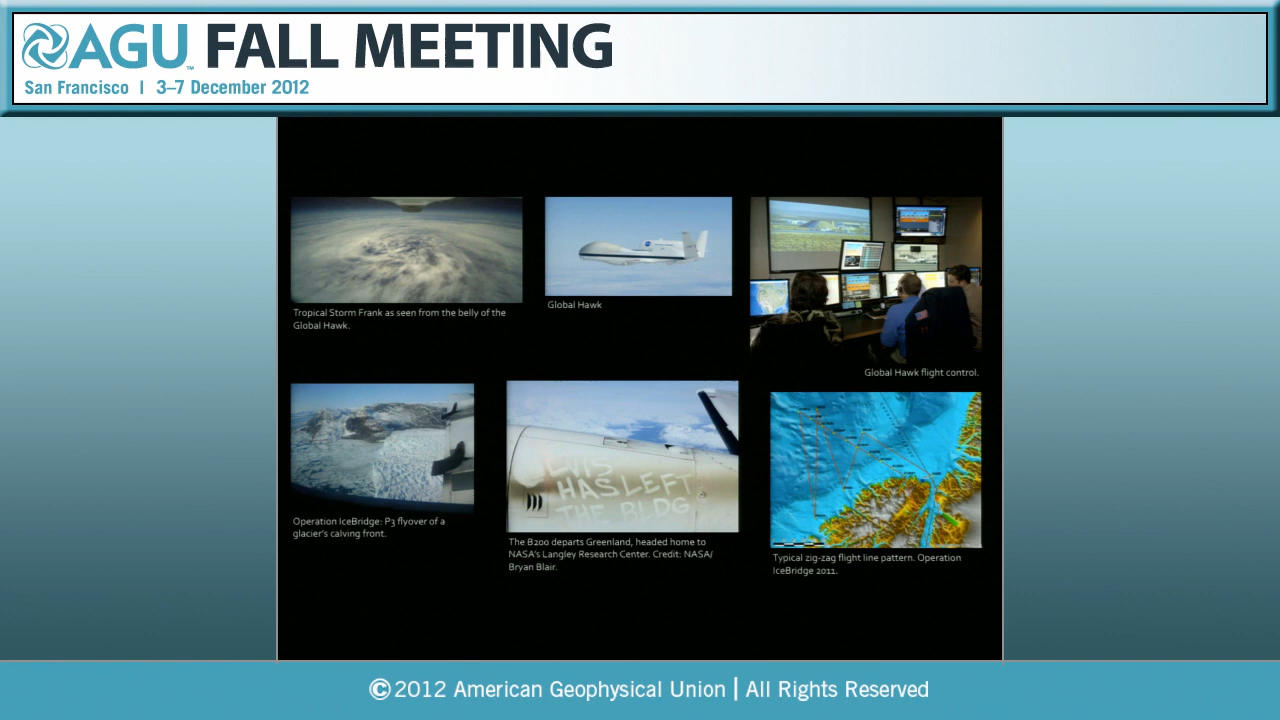 AGU™ FALL MEETING
San Francisco | 3–7 December 2012
Tropical Storm Frank as seen from the belly of the
Global Hawk.
Global Hawk
Global Hawk flight control.
Operation IceBridge: P3 flyover of a
glacier's calving front.
LVIS
HAS LEFT
THE BLDG
The B200 departs Greenland, headed home to
NASA's Langley Research Center. Credit: NASA/
Bryan Blair.
Typical zig-zag flight line pattern. Operation
IceBridge 2011.
©2012 American Geophysical Union | All Rights Reserved